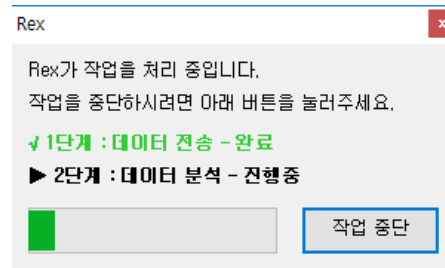 Rex
Rex가 작업을 처리 중입니다.
작업을 중단하시려면 아래 버튼을 눌러주세요.
√ 1단계 : 데이터 전송 - 완료
▶ 2단계 : 데이터 분석 - 진행중
작업 중단